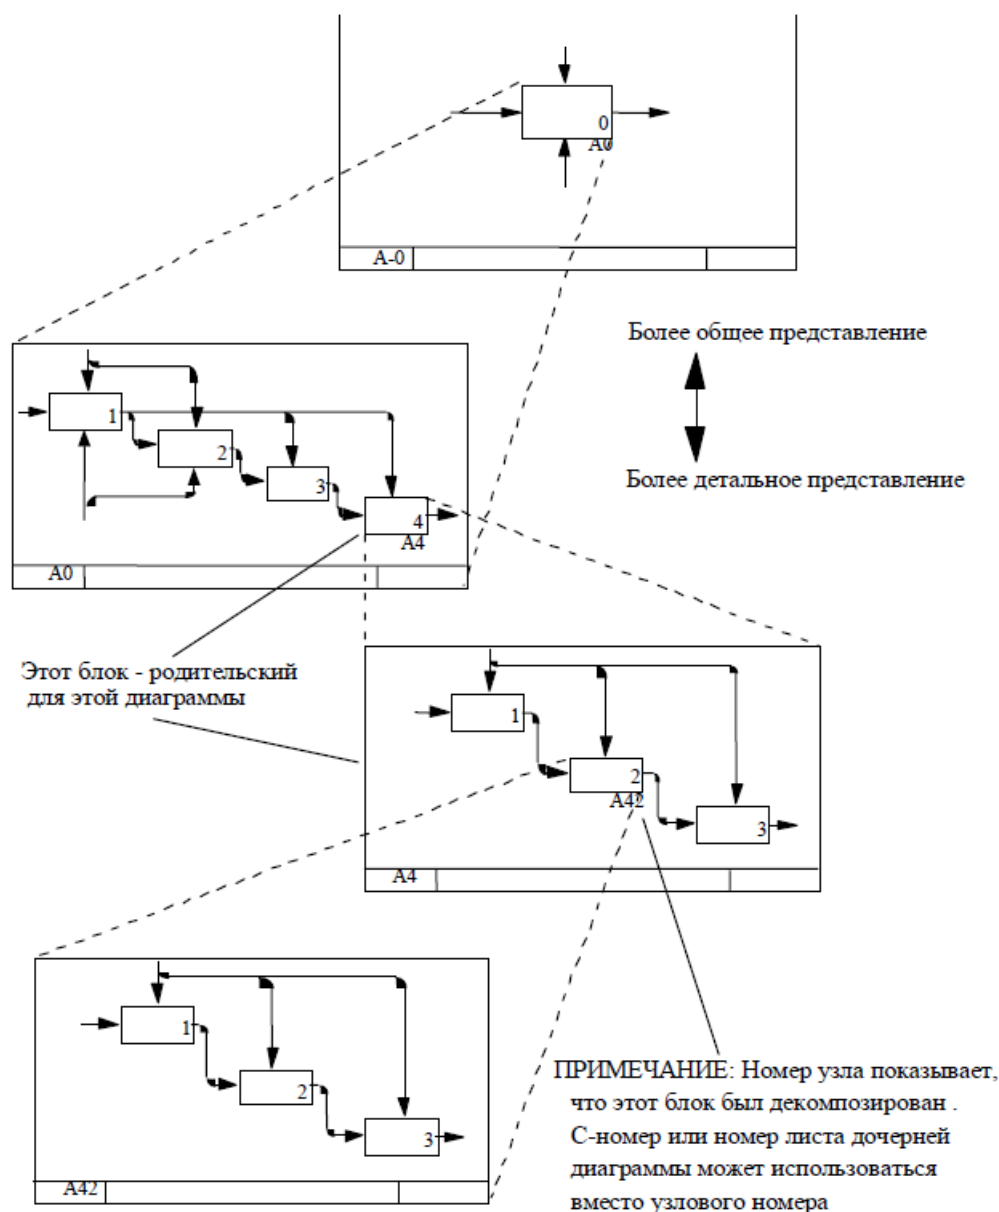 0
A0
A-0
Более общее представление
Более детальное представление
1
2
3
4
A4
A0
Этот блок - родительский
для этой диаграммы
1
2
A42
3
A4
1
2
3
A42
ПРИМЕЧАНИЕ: Номер узла показывает,
что этот блок был декомпозирован .
С-номер или номер листа дочерней
диаграммы может использоваться
вместо узлового номера